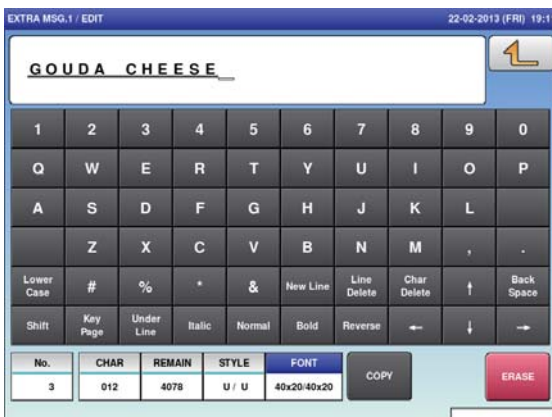 EXTRA MSG.1 / EDIT 22-02-2013 (FRI) 19:1
GOUDA CHEESE_
1 2 3 4 5 6 7 8 9 0
Q W E R T Y U I O P
A S D F G H J K L
Z X C V B N M , .
Lower Case # % * & New Line Line Delete Char Delete ↑ Back Space
Shift Key Page Under Line Italic Normal Bold Reverse ← ↓ →
No. CHAR REMAIN STYLE FONT COPY ERASE
3 012 4078 U / U 40x20/40x20